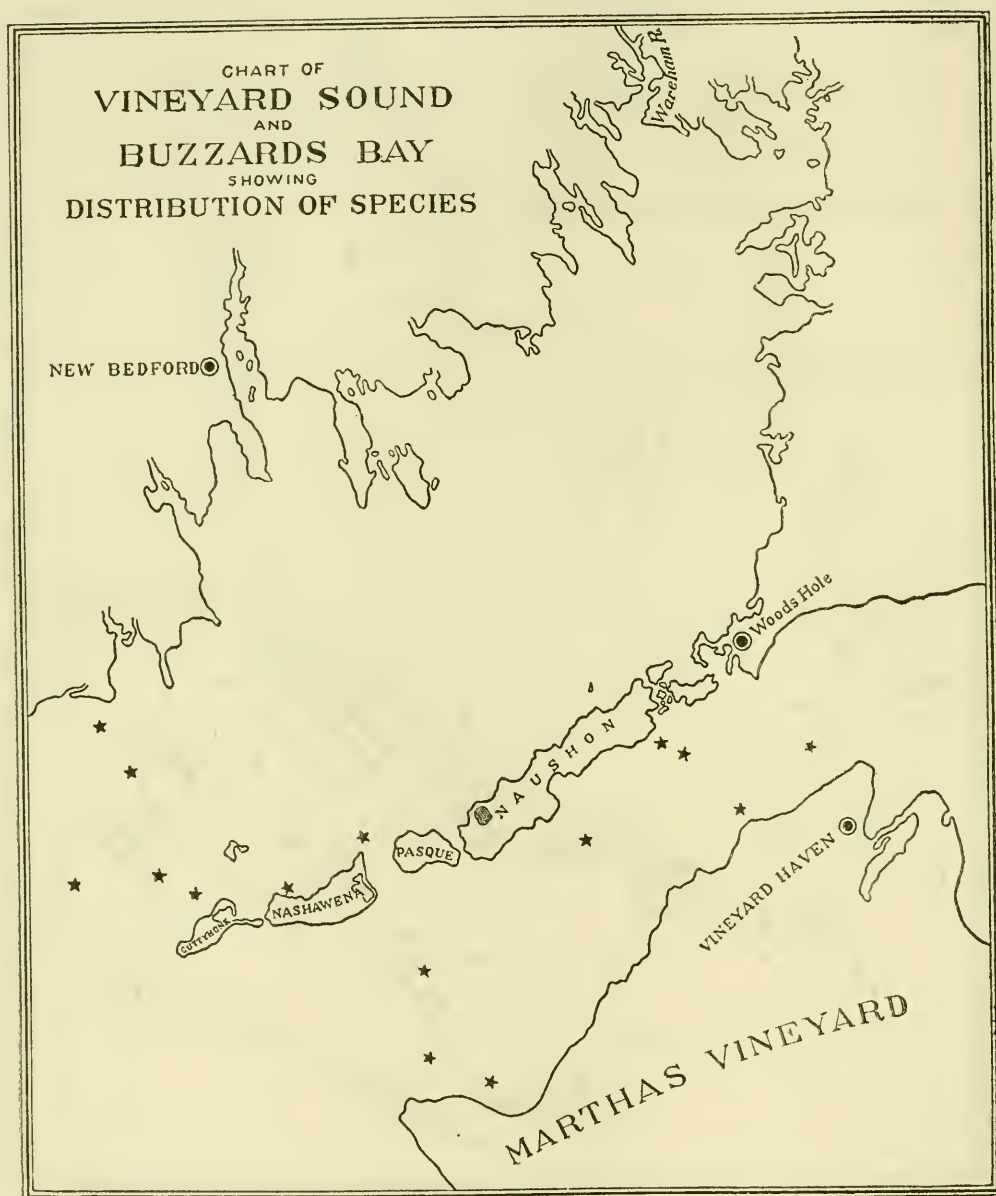 CHART OF
VINEYARD SOUND
AND
BUZZARDS BAY
SHOWING
DISTRIBUTION OF SPECIES
Wareham R.
NEW BEDFORD
Woods Hole
NAUSHON
PASQUE
NASHAWENA
CUTTYHUNK
VINEYARD HAVEN
MARTHAS VINEYARD